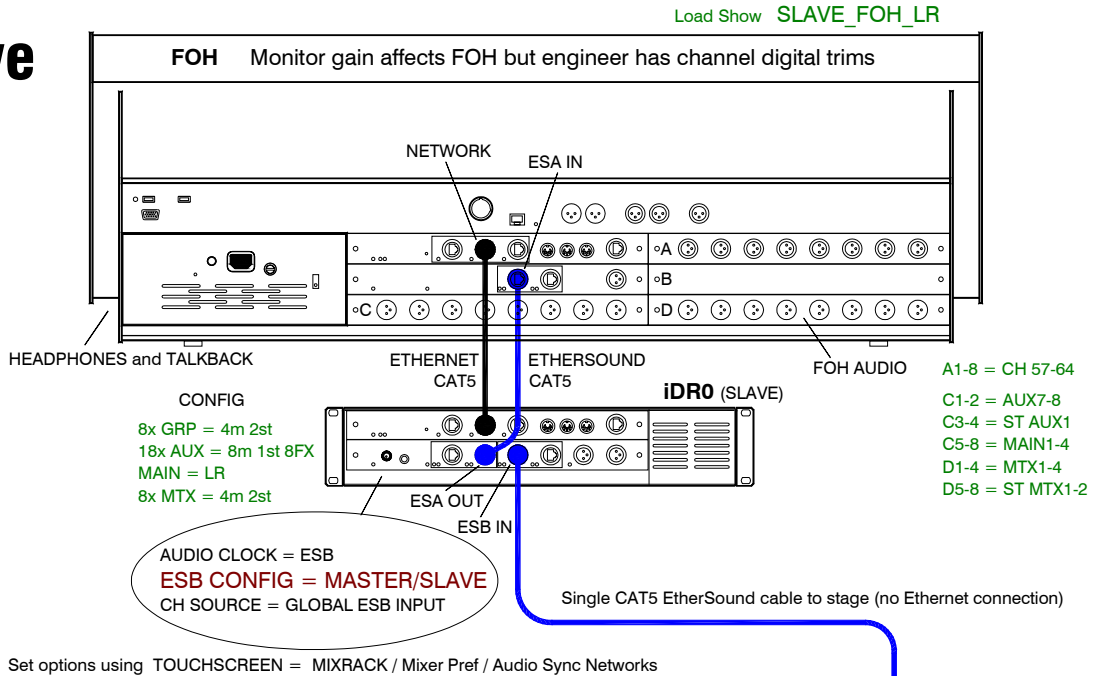 Load Show SLAVE_FOH_LR
FOH Monitor gain affects FOH but engineer has channel digital trims
NETWORK
ESA IN
A
B
C
D
HEADPHONES and TALKBACK
ETHERNET
CAT5
ETHERSOUND
CAT5
FOH AUDIO
A1-8 = CH 57-64
C1-2 = AUX7-8
C3-4 = ST AUX1
C5-8 = MAIN1-4
D1-4 = MTX1-4
D5-8 = ST MTX1-2
CONFIG
8x GRP = 4m 2st
18x AUX = 8m 1st 8FX
MAIN = LR
8x MTX = 4m 2st
iDR0 (SLAVE)
ESA OUT
ESB IN
AUDIO CLOCK = ESB
ESB CONFIG = MASTER/SLAVE
CH SOURCE = GLOBAL ESB INPUT
Single CAT5 EtherSound cable to stage (no Ethernet connection)
Set options using TOUCHSCREEN = MIXRACK / Mixer Pref / Audio Sync Networks